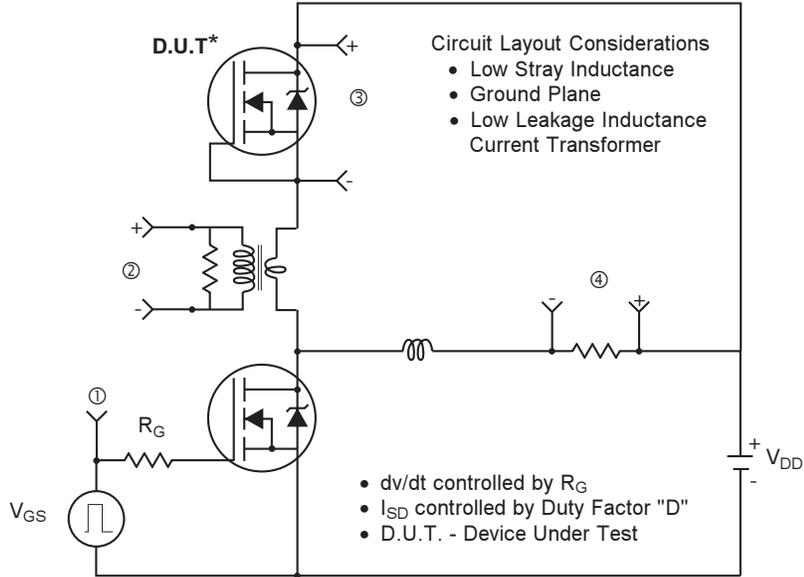 D.U.T*
+
Circuit Layout Considerations
③
• Low Stray Inductance
• Ground Plane
• Low Leakage Inductance
Current Transformer
-
+
②
-
④
-
+
①
RG
+
VDD
-
VGS
• dv/dt controlled by RG
• ISD controlled by Duty Factor "D"
• D.U.T. - Device Under Test